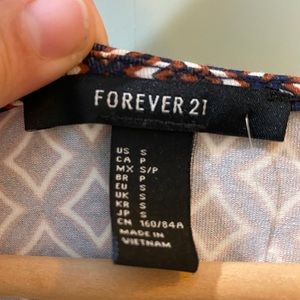 FOREVER 21
US S
CA P
MX S/P
BR P
EU S
UK S
KR S
JP S
CN 160/84A
MADE IN
VIETNAM